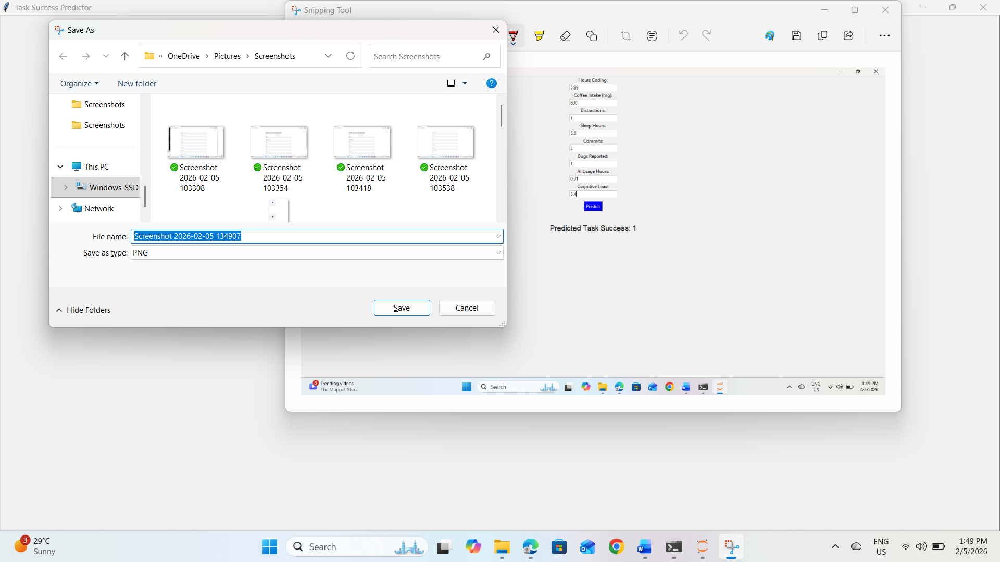 Task Success Predictor
Snipping Tool
Save As
OneDrive
Pictures
Screenshots
Search Screenshots
Organize
New folder
Screenshots
Screenshots
This PC
Windows-SSD
Network
Screenshot
2026-02-05
103308
Screenshot
2026-02-05
103354
Screenshot
2026-02-05
103418
Screenshot
2026-02-05
103538
File name:
Screenshot 2026-02-05 134907
Save as type:
PNG
Hide Folders
Save
Cancel
Hours Coding:
5.99
Coffee Intake (mg):
600
Distractions:
1
Sleep Hours:
5.8
Commits:
2
Bugs Reported:
1
AI Usage Hours:
0.71
Cognitive Load:
5.4
Predict
Predicted Task Success: 1
3
Trending videos
The Muppet Sho...
Search
ENG
US
1:49 PM
2/5/2026
3
29°C
Sunny
Search
ENG
US
1:49 PM
2/5/2026